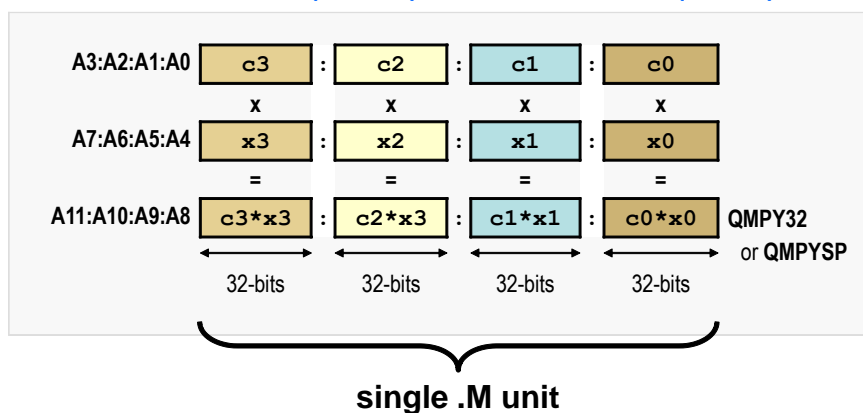 A3:A2:A1:A0 c3 : c2 : c1 : c0
x x x x
A7:A6:A5:A4 x3 : x2 : x1 : x0
= = = =
A11:A10:A9:A8 c3*x3 : c2*x3 : c1*x1 : c0*x0 QMPY32
or QMPYSP
32-bits 32-bits 32-bits 32-bits
single .M unit